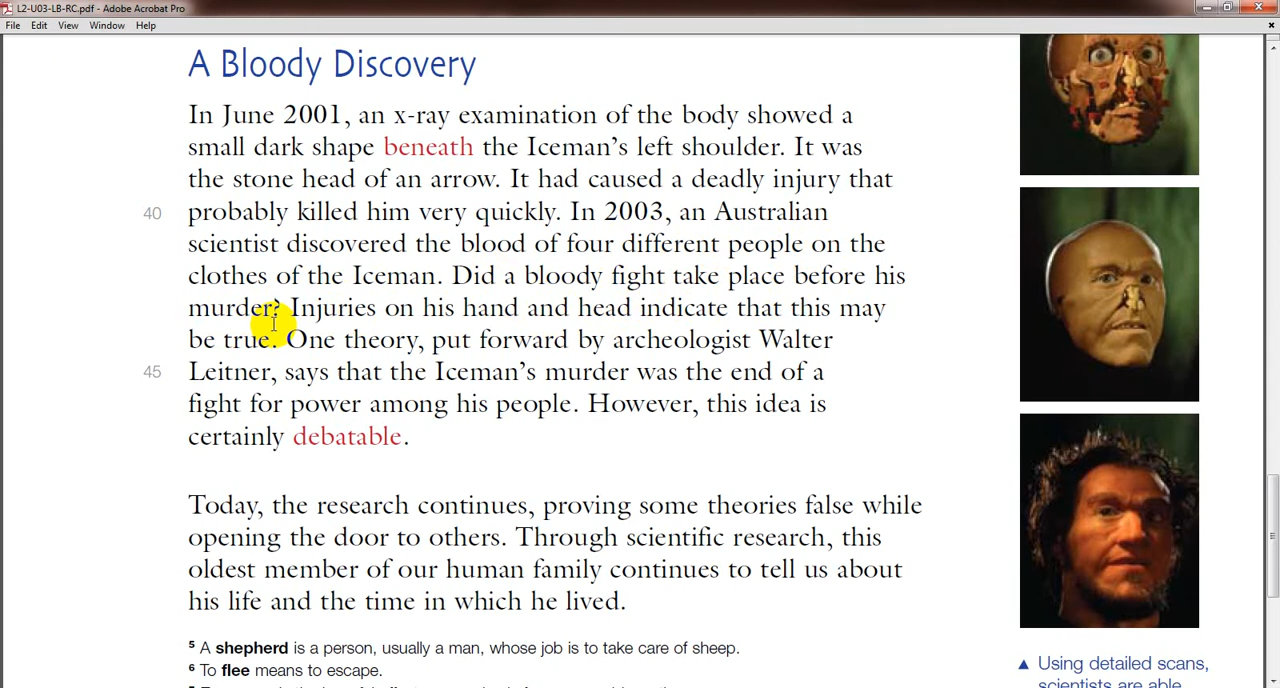 L2-U03-LB-RC.pdf - Adobe Acrobat Pro
File Edit View Window Help
A Bloody Discovery
In June 2001, an x-ray examination of the body showed a
small dark shape beneath the Iceman's left shoulder. It was
the stone head of an arrow. It had caused a deadly injury that
40 probably killed him very quickly. In 2003, an Australian
scientist discovered the blood of four different people on the
clothes of the Iceman. Did a bloody fight take place before his
murder? Injuries on his hand and head indicate that this may
be true. One theory, put forward by archeologist Walter
45 Leitner, says that the Iceman's murder was the end of a
fight for power among his people. However, this idea is
certainly debatable.
Today, the research continues, proving some theories false while
opening the door to others. Through scientific research, this
oldest member of our human family continues to tell us about
his life and the time in which he lived.
5 A shepherd is a person, usually a man, whose job is to take care of sheep.
6 To flee means to escape.
▲ Using detailed scans,
scientists are able